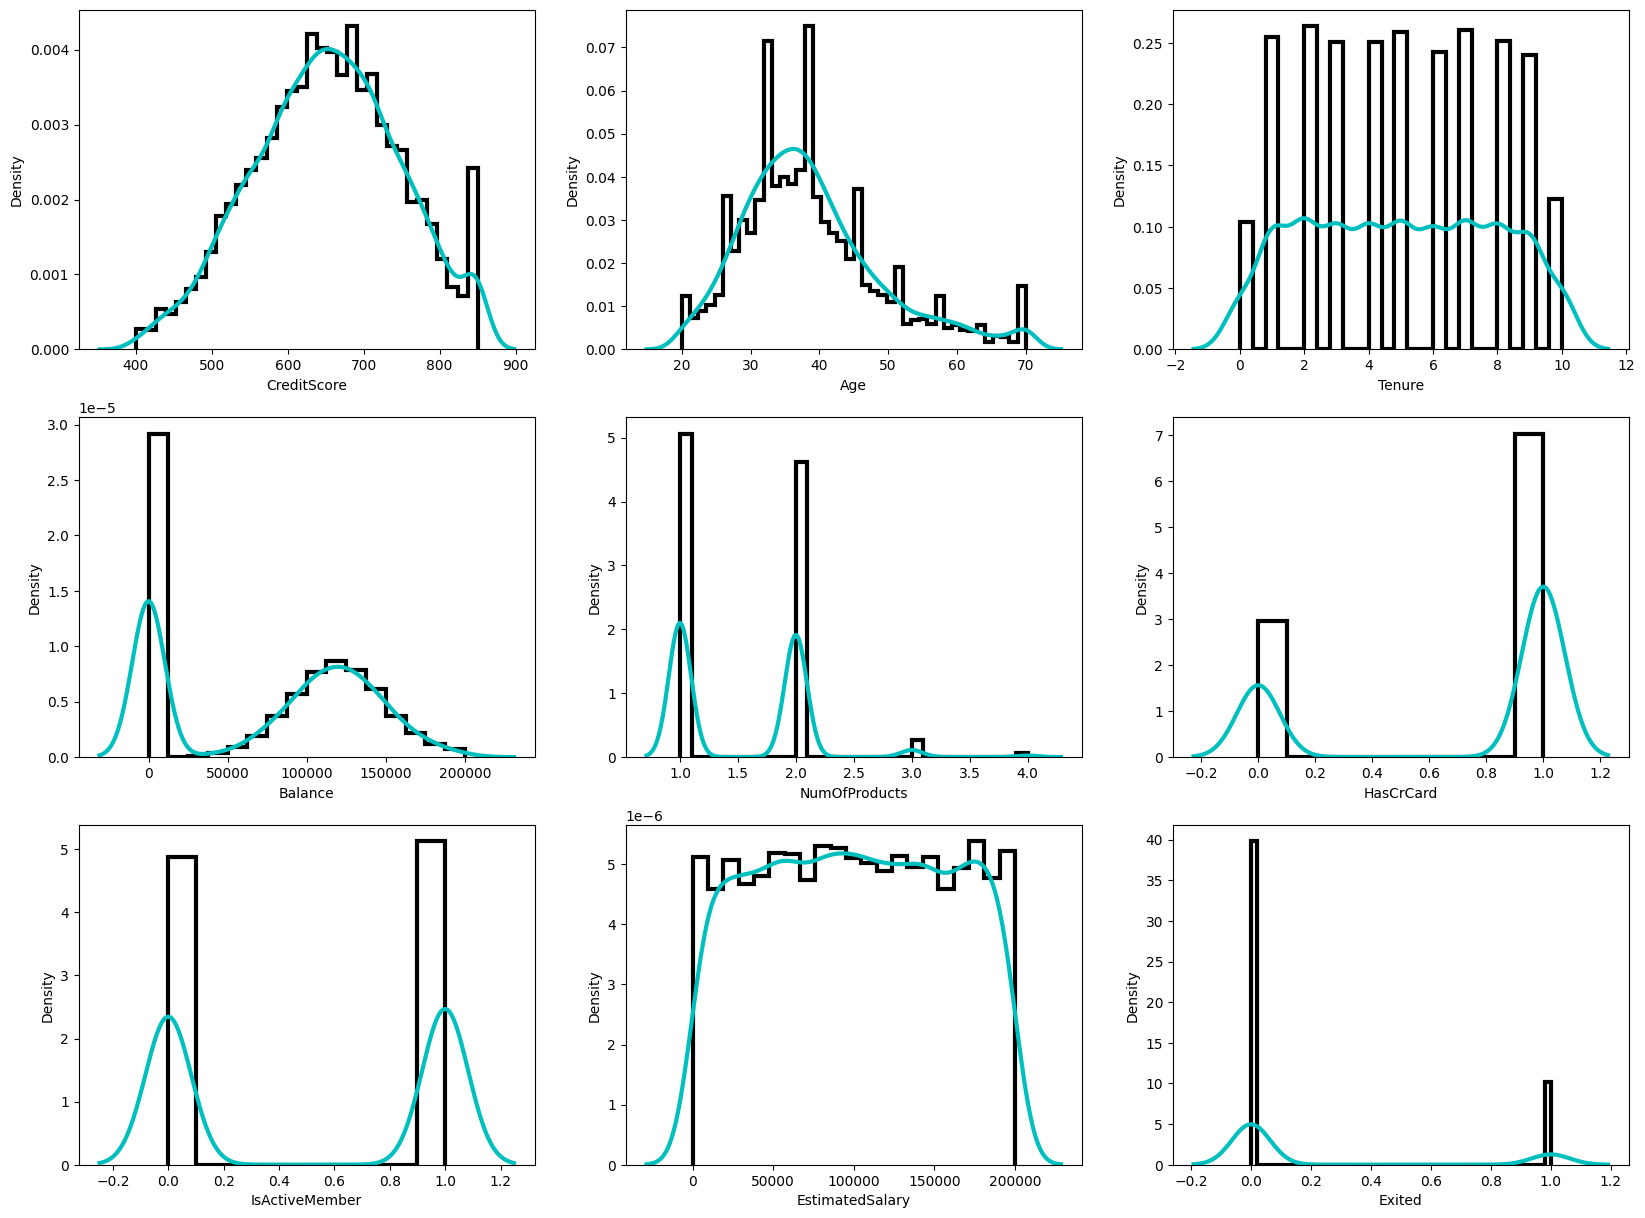 Density
0.004
0.003
0.002
0.001
0.000
400 500 600 700 800 900
CreditScore
Density
0.07
0.06
0.05
0.04
0.03
0.02
0.01
0.00
20 30 40 50 60 70
Age
Density
0.25
0.20
0.15
0.10
0.05
0.00
−2 0 2 4 6 8 10 12
Tenure
1e−5
Density
3.0
2.5
2.0
1.5
1.0
0.5
0.0
0 50000 100000 150000 200000
Balance
Density
5
4
3
2
1
0
1.0 1.5 2.0 2.5 3.0 3.5 4.0
NumOfProducts
Density
7
6
5
4
3
2
1
0
−0.2 0.0 0.2 0.4 0.6 0.8 1.0 1.2
HasCrCard
Density
5
4
3
2
1
0
−0.2 0.0 0.2 0.4 0.6 0.8 1.0 1.2
IsActiveMember
1e−6
Density
5
4
3
2
1
0
0 50000 100000 150000 200000
EstimatedSalary
Density
40
35
30
25
20
15
10
5
0
−0.2 0.0 0.2 0.4 0.6 0.8 1.0 1.2
Exited